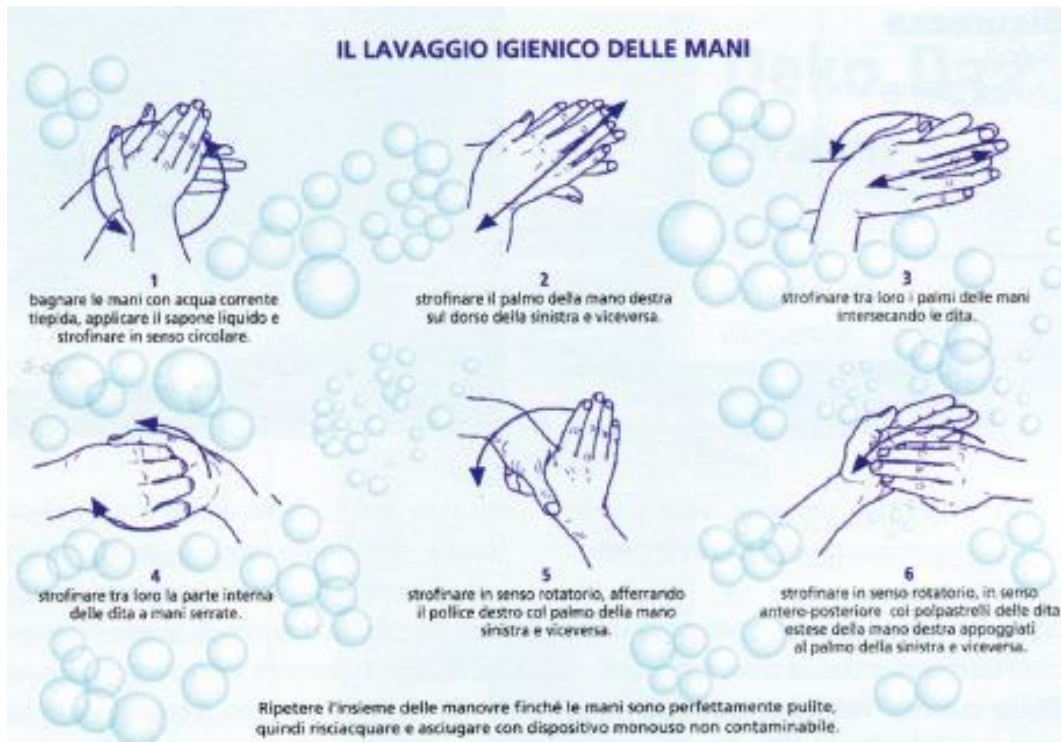 IL LAVAGGIO IGIENICO DELLE MANI
1
bagnare le mani con acqua corrente
tiepida, applicare il sapone liquido e
strofinare in senso circolare.
2
strofinare il palmo della mano destra
sul dorso della sinistra e viceversa.
3
strofinare tra loro i palmi delle mani
intersecando le dita.
4
strofinare tra loro la parte interna
delle dita a mani serrate.
5
strofinare in senso rotatorio, afferrando
il pollice destro col palmo della mano
sinistra e viceversa.
6
strofinare in senso rotatorio, in senso
antero-posteriore coi polpastrelli delle dita
estese della mano destra appoggiati
al palmo della sinistra e viceversa.
Ripetere l'insieme delle manovre finché le mani sono perfettamente pulite,
quindi risciacquare e asciugare con dispositivo monouso non contaminabile.